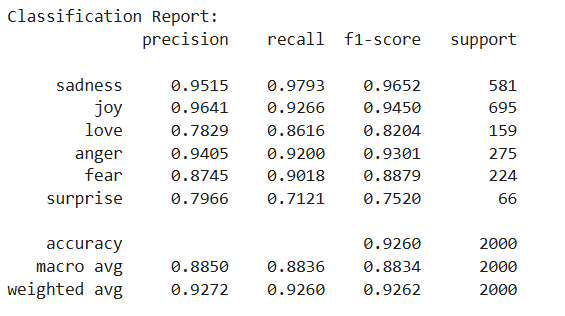 Classification Report:
precision recall f1-score support
sadness 0.9515 0.9793 0.9652 581
joy 0.9641 0.9266 0.9450 695
love 0.7829 0.8616 0.8204 159
anger 0.9405 0.9200 0.9301 275
fear 0.8745 0.9018 0.8879 224
surprise 0.7966 0.7121 0.7520 66
accuracy 0.9260 2000
macro avg 0.8850 0.8836 0.8834 2000
weighted avg 0.9272 0.9260 0.9262 2000